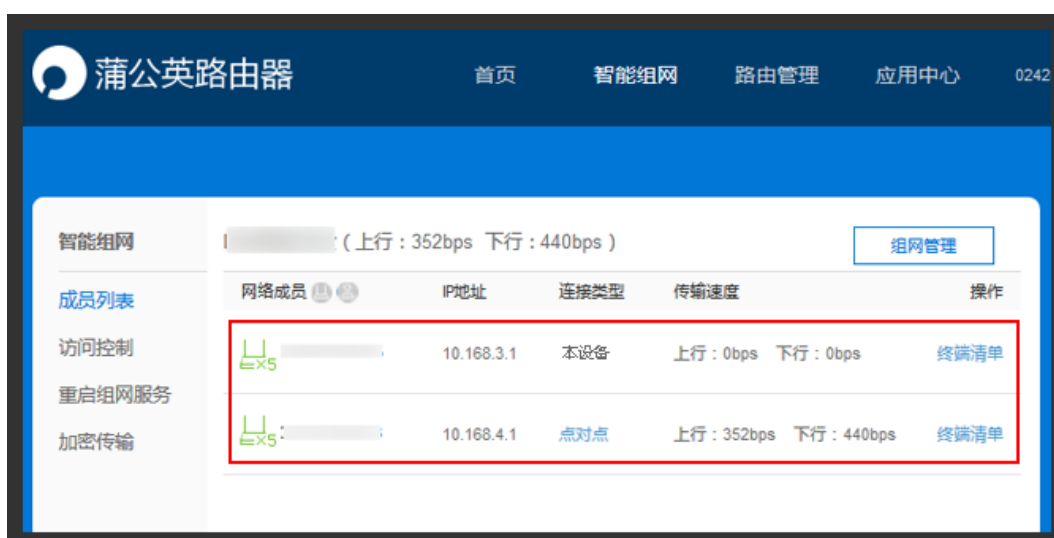 蒲公英路由器 首页 智能组网 路由管理 应用中心 0242
智能组网
(上行:352bps 下行:440bps)
组网管理
成员列表
访问控制
重启组网服务
加密传输
网络成员 IP地址 连接类型 传输速度 操作
X5 10.168.3.1 本设备 上行:0bps 下行:0bps 终端清单
X5 10.168.4.1 点对点 上行:352bps 下行:440bps 终端清单